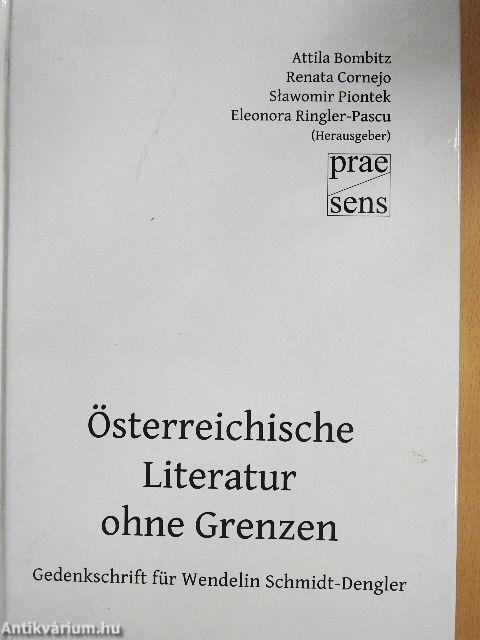 Attila Bombitz
Renata Cornejo
Sławomir Piontek
Eleonora Ringler-Pascu
(Herausgeber)
prae
sens
Österreichische
Literatur
ohne Grenzen
Gedenkschrift für Wendelin Schmidt-Dengler
Antikvárium.hu